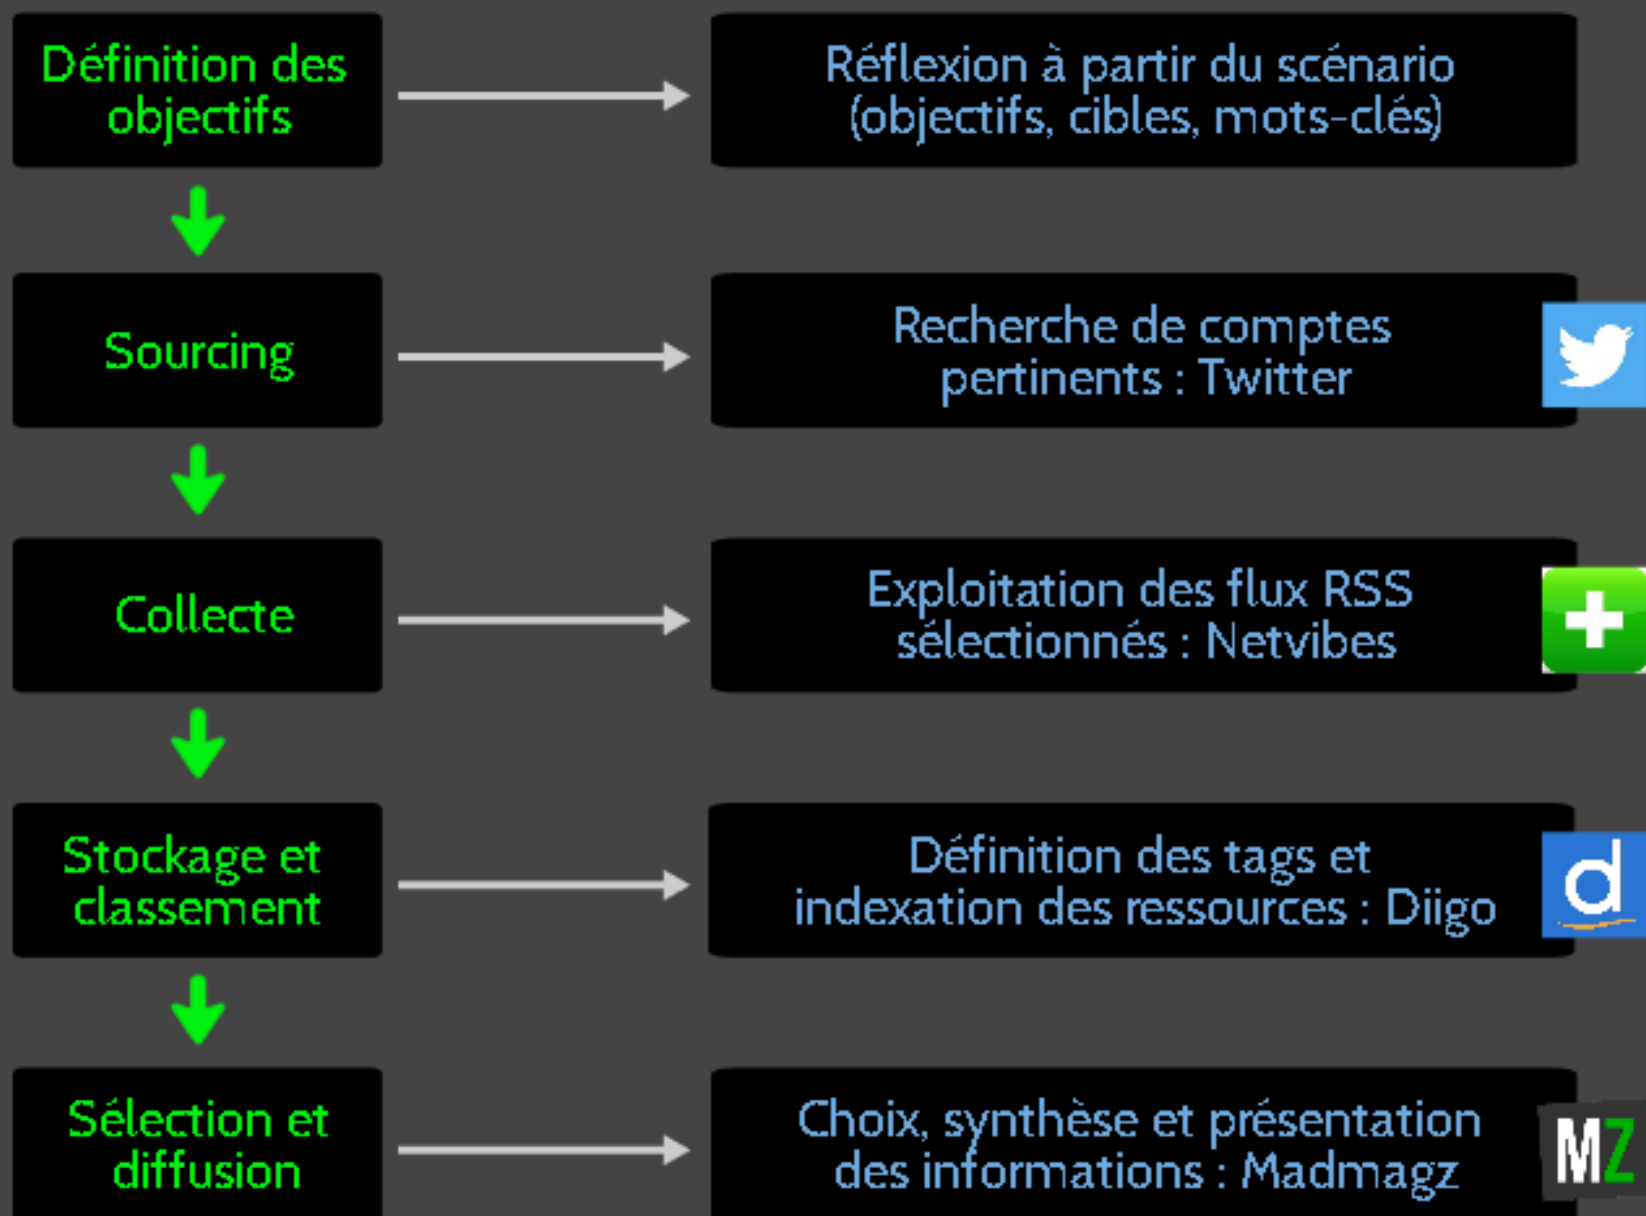 Définition des
objectifs
Réflexion à partir du scénario
(objectifs, cibles, mots-clés)
Sourcing
Recherche de comptes
pertinents : Twitter
Collecte
Exploitation des flux RSS
sélectionnés : Netvibes
Stockage et
classement
Définition des tags et
indexation des ressources : Diigo
d
Sélection et
diffusion
Choix, synthèse et présentation
des informations : Madmagz
MZ